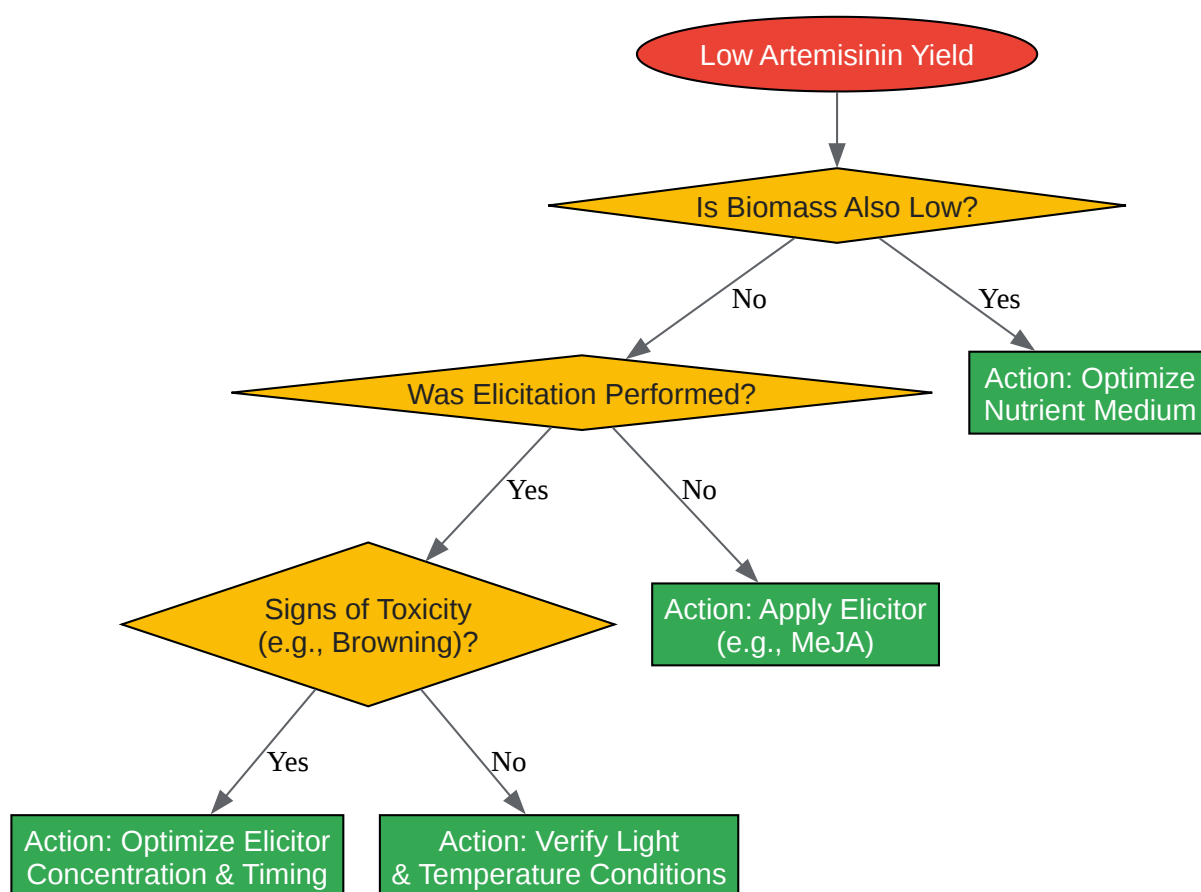 Low Artemisinin Yield
Is Biomass Also Low?
No
Yes
Was Elicitation Performed?
Action: Optimize
Nutrient Medium
Yes
No
Signs of Toxicity
(e.g., Browning)?
Action: Apply Elicitor
(e.g., MeJA)
Yes
No
Action: Optimize Elicitor
Concentration & Timing
Action: Verify Light
& Temperature Conditions